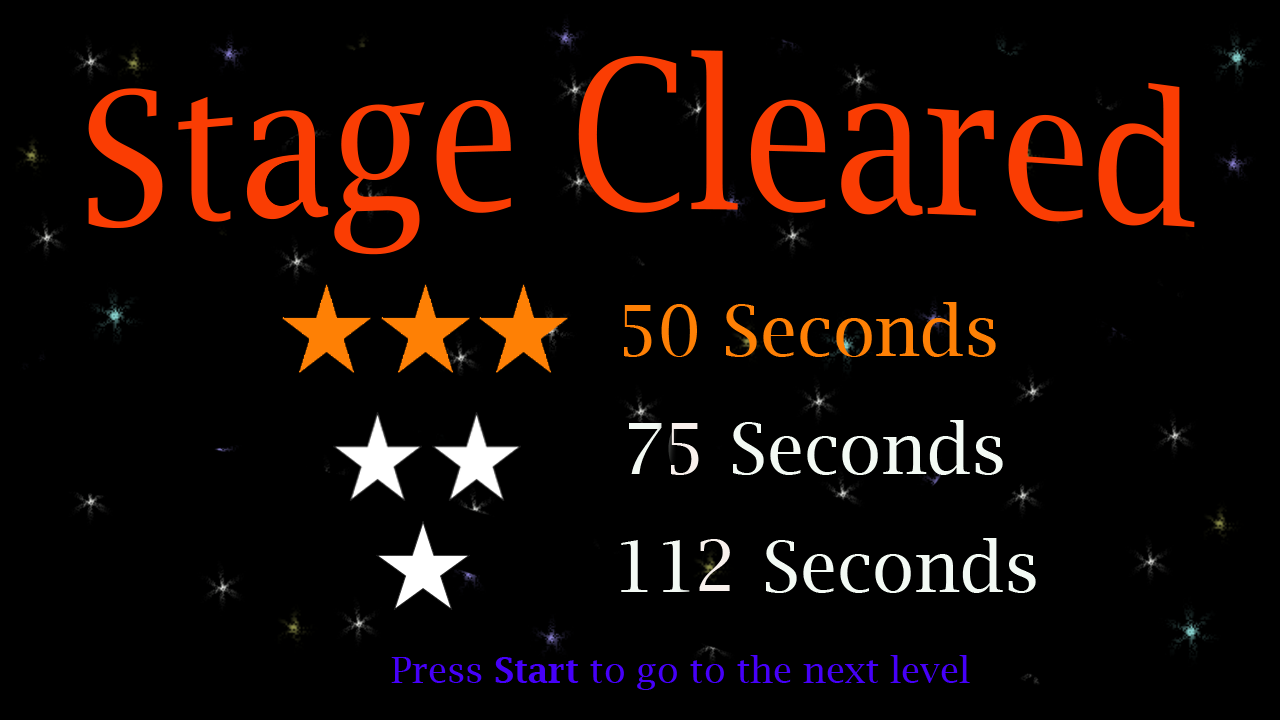 Stage Cleared
50 Seconds
75 Seconds
112 Seconds
Press Start to go to the next level